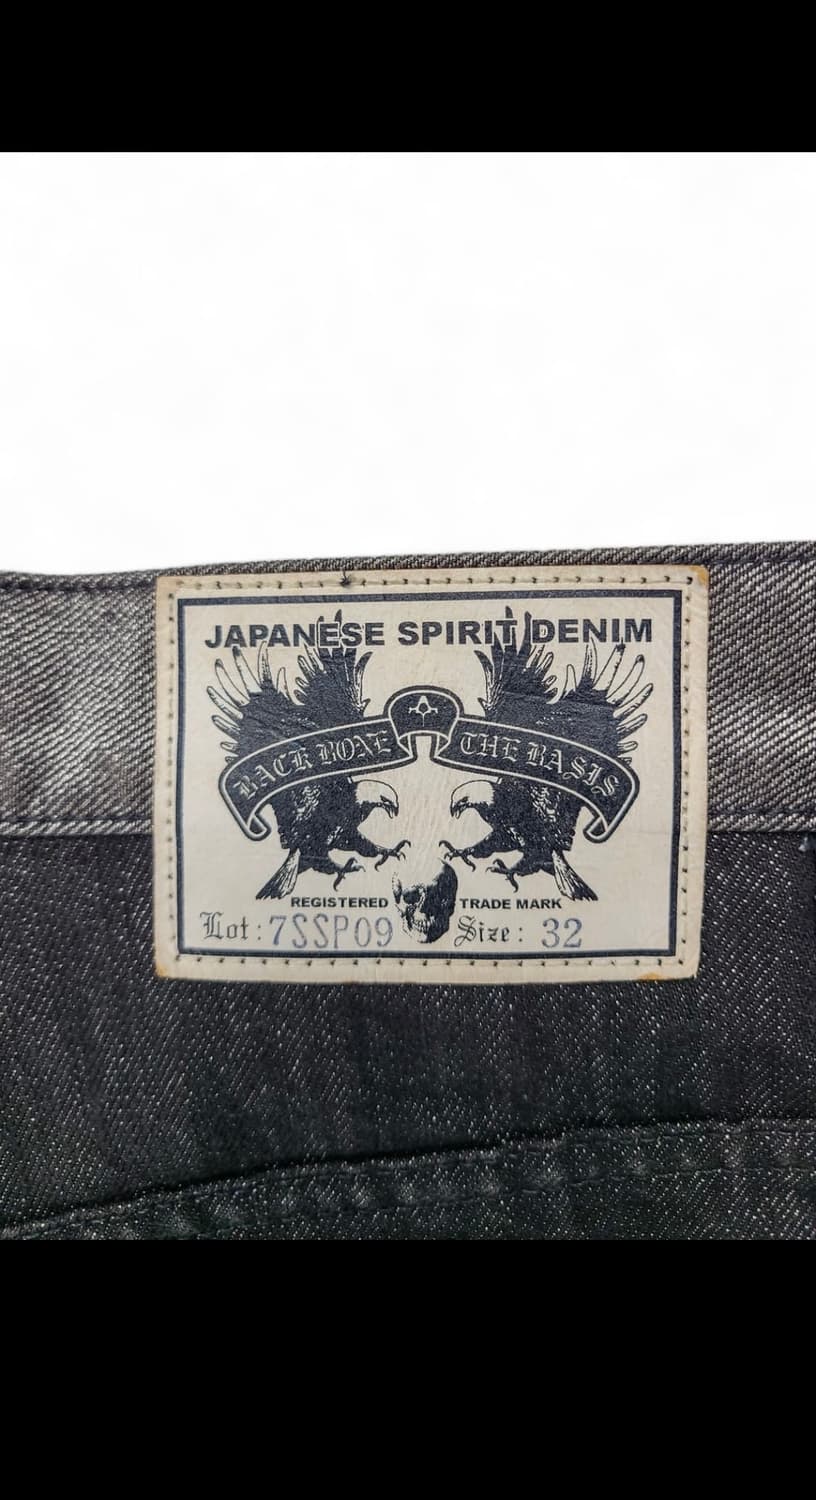 JAPANESE SPIRIT DENIM
BACK BONE THE BASIS
REGISTERED TRADE MARK
Lot: 7SSP09 Size: 32